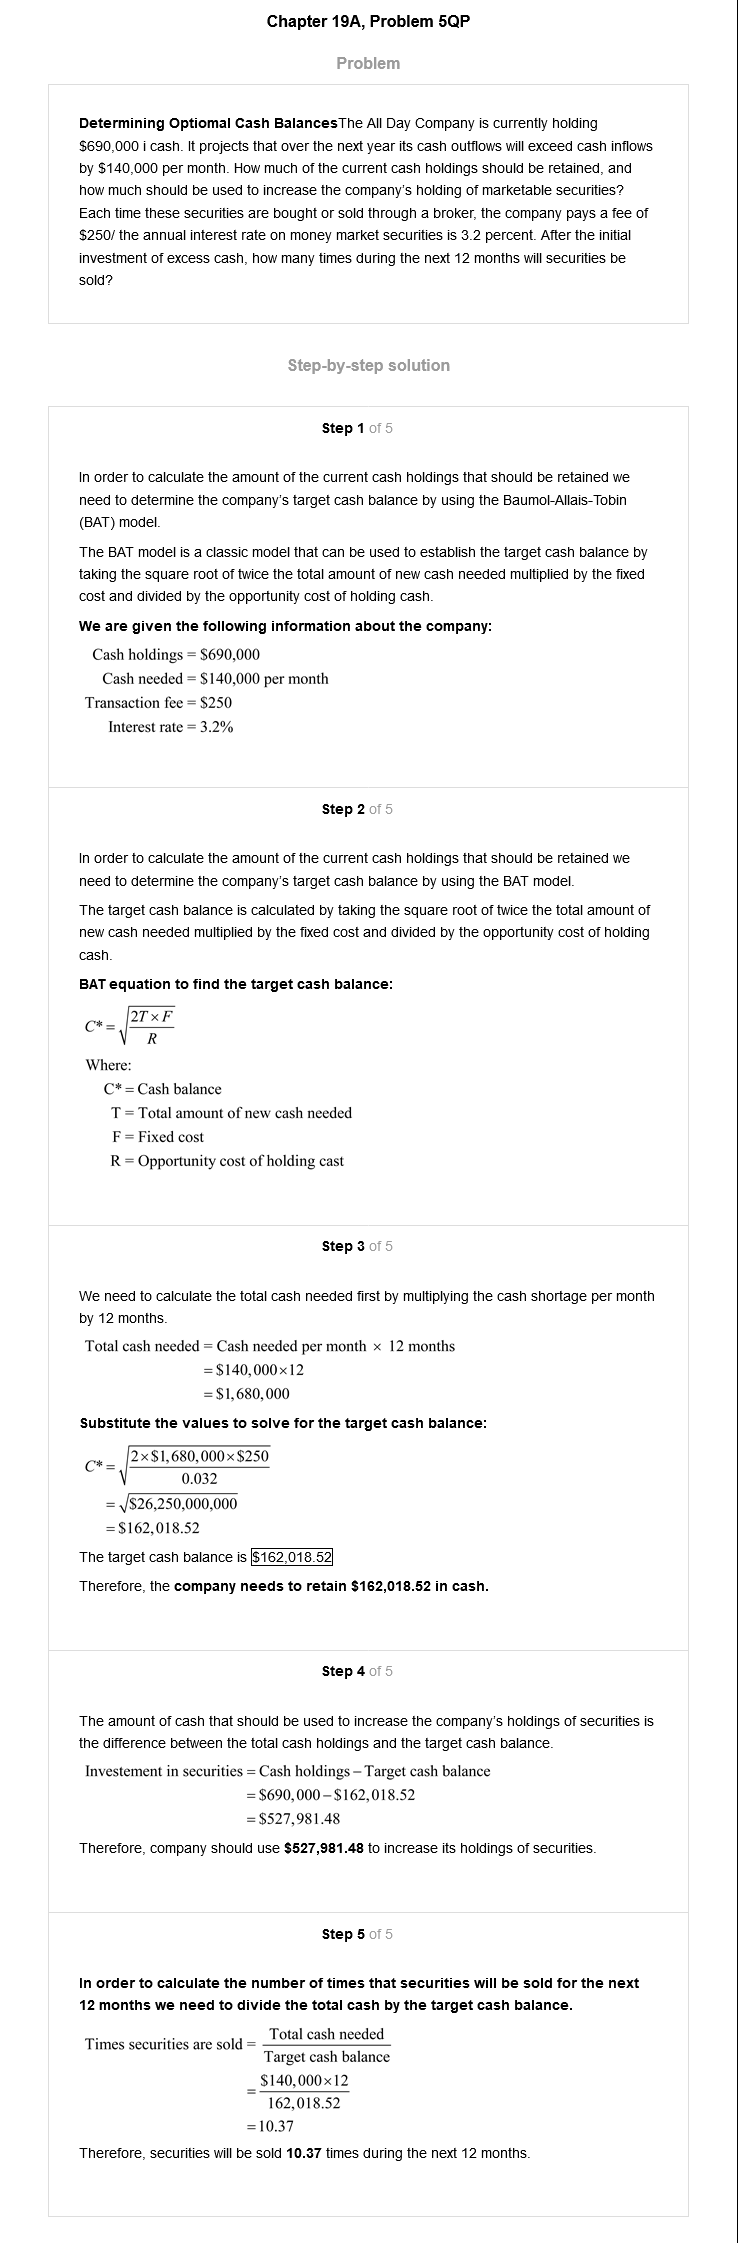 Chapter 19A, Problem 5QP
Problem
Determining Optiomal Cash BalancesThe All Day Company is currently holding
$690,000 i cash. It projects that over the next year its cash outflows will exceed cash inflows
by $140,000 per month. How much of the current cash holdings should be retained, and
how much should be used to increase the company's holding of marketable securities?
Each time these securities are bought or sold through a broker, the company pays a fee of
$250/ the annual interest rate on money market securities is 3.2 percent. After the initial
investment of excess cash, how many times during the next 12 months will securities be
sold?
Step-by-step solution
Step 1 of 5
In order to calculate the amount of the current cash holdings that should be retained we
need to determine the company's target cash balance by using the Baumol-Allais-Tobin
(BAT) model.
The BAT model is a classic model that can be used to establish the target cash balance by
taking the square root of twice the total amount of new cash needed multiplied by the fixed
cost and divided by the opportunity cost of holding cash.
We are given the following information about the company:
Cash holdings = $690,000
Cash needed = $140,000 per month
Transaction fee = $250
Interest rate = 3.2%
Step 2 of 5
In order to calculate the amount of the current cash holdings that should be retained we
need to determine the company's target cash balance by using the BAT model.
The target cash balance is calculated by taking the square root of twice the total amount of
new cash needed multiplied by the fixed cost and divided by the opportunity cost of holding
cash.
BAT equation to find the target cash balance:
C* = √(2T × F / R)
Where:
C* = Cash balance
T = Total amount of new cash needed
F = Fixed cost
R = Opportunity cost of holding cast
Step 3 of 5
We need to calculate the total cash needed first by multiplying the cash shortage per month
by 12 months.
Total cash needed = Cash needed per month × 12 months
= $140,000×12
= $1,680,000
Substitute the values to solve for the target cash balance:
C* = √(2×$1,680,000×$250 / 0.032)
= √$26,250,000,000
= $162,018.52
The target cash balance is $162,018.52
Therefore, the company needs to retain $162,018.52 in cash.
Step 4 of 5
The amount of cash that should be used to increase the company's holdings of securities is
the difference between the total cash holdings and the target cash balance.
Investement in securities = Cash holdings – Target cash balance
= $690,000 – $162,018.52
= $527,981.48
Therefore, company should use $527,981.48 to increase its holdings of securities.
Step 5 of 5
In order to calculate the number of times that securities will be sold for the next
12 months we need to divide the total cash by the target cash balance.
Times securities are sold = Total cash needed / Target cash balance
= $140,000×12 / 162,018.52
= 10.37
Therefore, securities will be sold 10.37 times during the next 12 months.